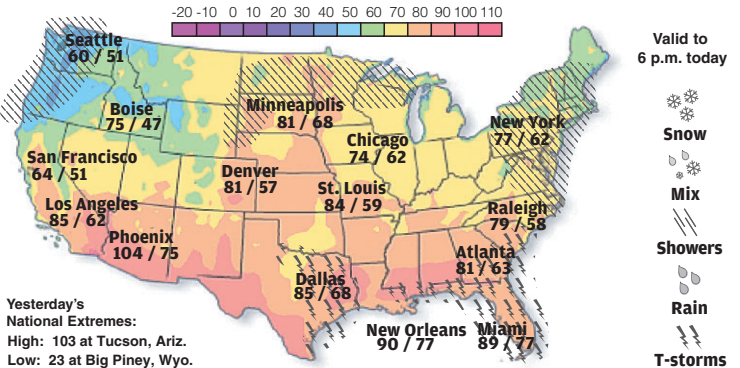 -20 -10 0 10 20 30 40 50 60 70 80 90 100 110
Valid to
6 p.m. today
Snow
Mix
Showers
Rain
T-storms
Seattle
60 / 51
Boise
75 / 47
Minneapolis
81 / 68
New York
77 / 62
Chicago
74 / 62
San Francisco
64 / 51
Denver
81 / 57
St. Louis
84 / 59
Los Angeles
85 / 62
Raleigh
79 / 58
Phoenix
104 / 75
Atlanta
81 / 63
Dallas
85 / 68
New Orleans
90 / 77
Miami
89 / 77
Yesterday's
National Extremes:
High: 103 at Tucson, Ariz.
Low: 23 at Big Piney, Wyo.